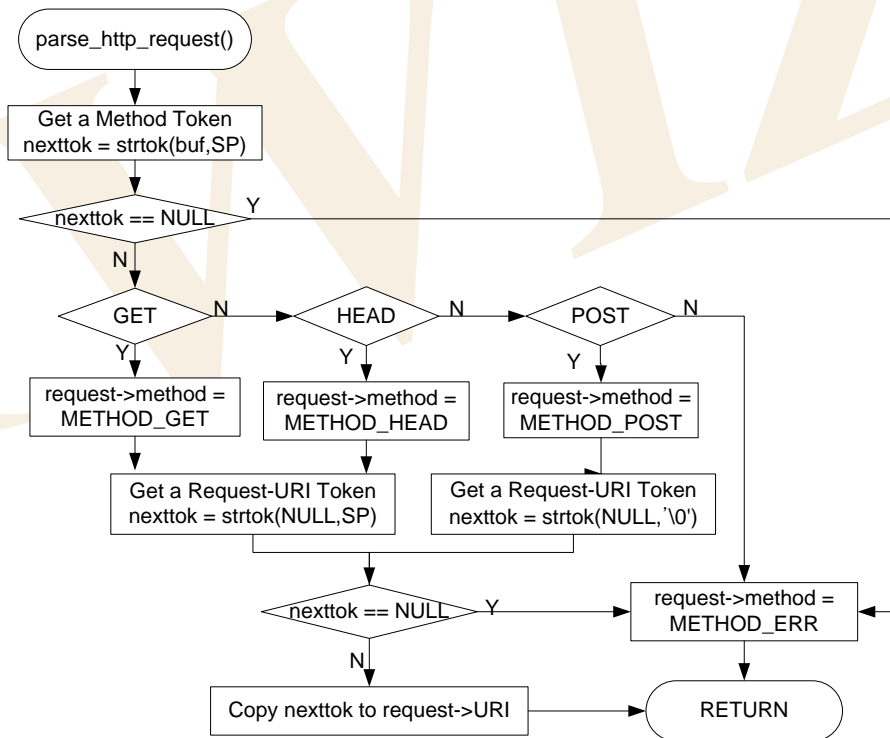 parse_http_request()
Get a Method Token
nexttok = strtok(buf,SP)
nexttok == NULL
Y
N
GET
N
HEAD
N
POST
N
Y
Y
Y
request->method =
METHOD_GET
request->method =
METHOD_HEAD
request->method =
METHOD_POST
Get a Request-URI Token
nexttok = strtok(NULL,SP)
Get a Request-URI Token
nexttok = strtok(NULL,'\0')
nexttok == NULL
Y
request->method =
METHOD_ERR
N
Copy nexttok to request->URI
RETURN